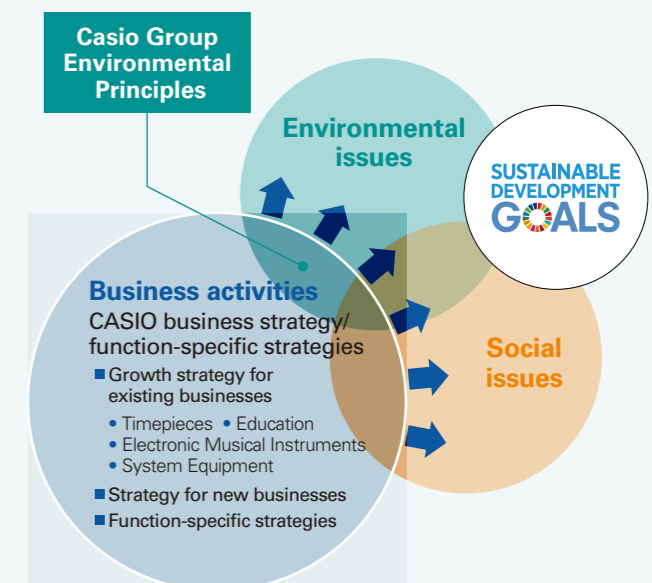 Casio Group
Environmental
Principles
Environmental
issues
SUSTAINABLE
DEVELOPMENT
GOALS
Business activities
CASIO business strategy/
function-specific strategies
■ Growth strategy for
existing businesses
• Timepieces • Education
• Electronic Musical Instruments
• System Equipment
■ Strategy for new businesses
■ Function-specific strategies
Social
issues